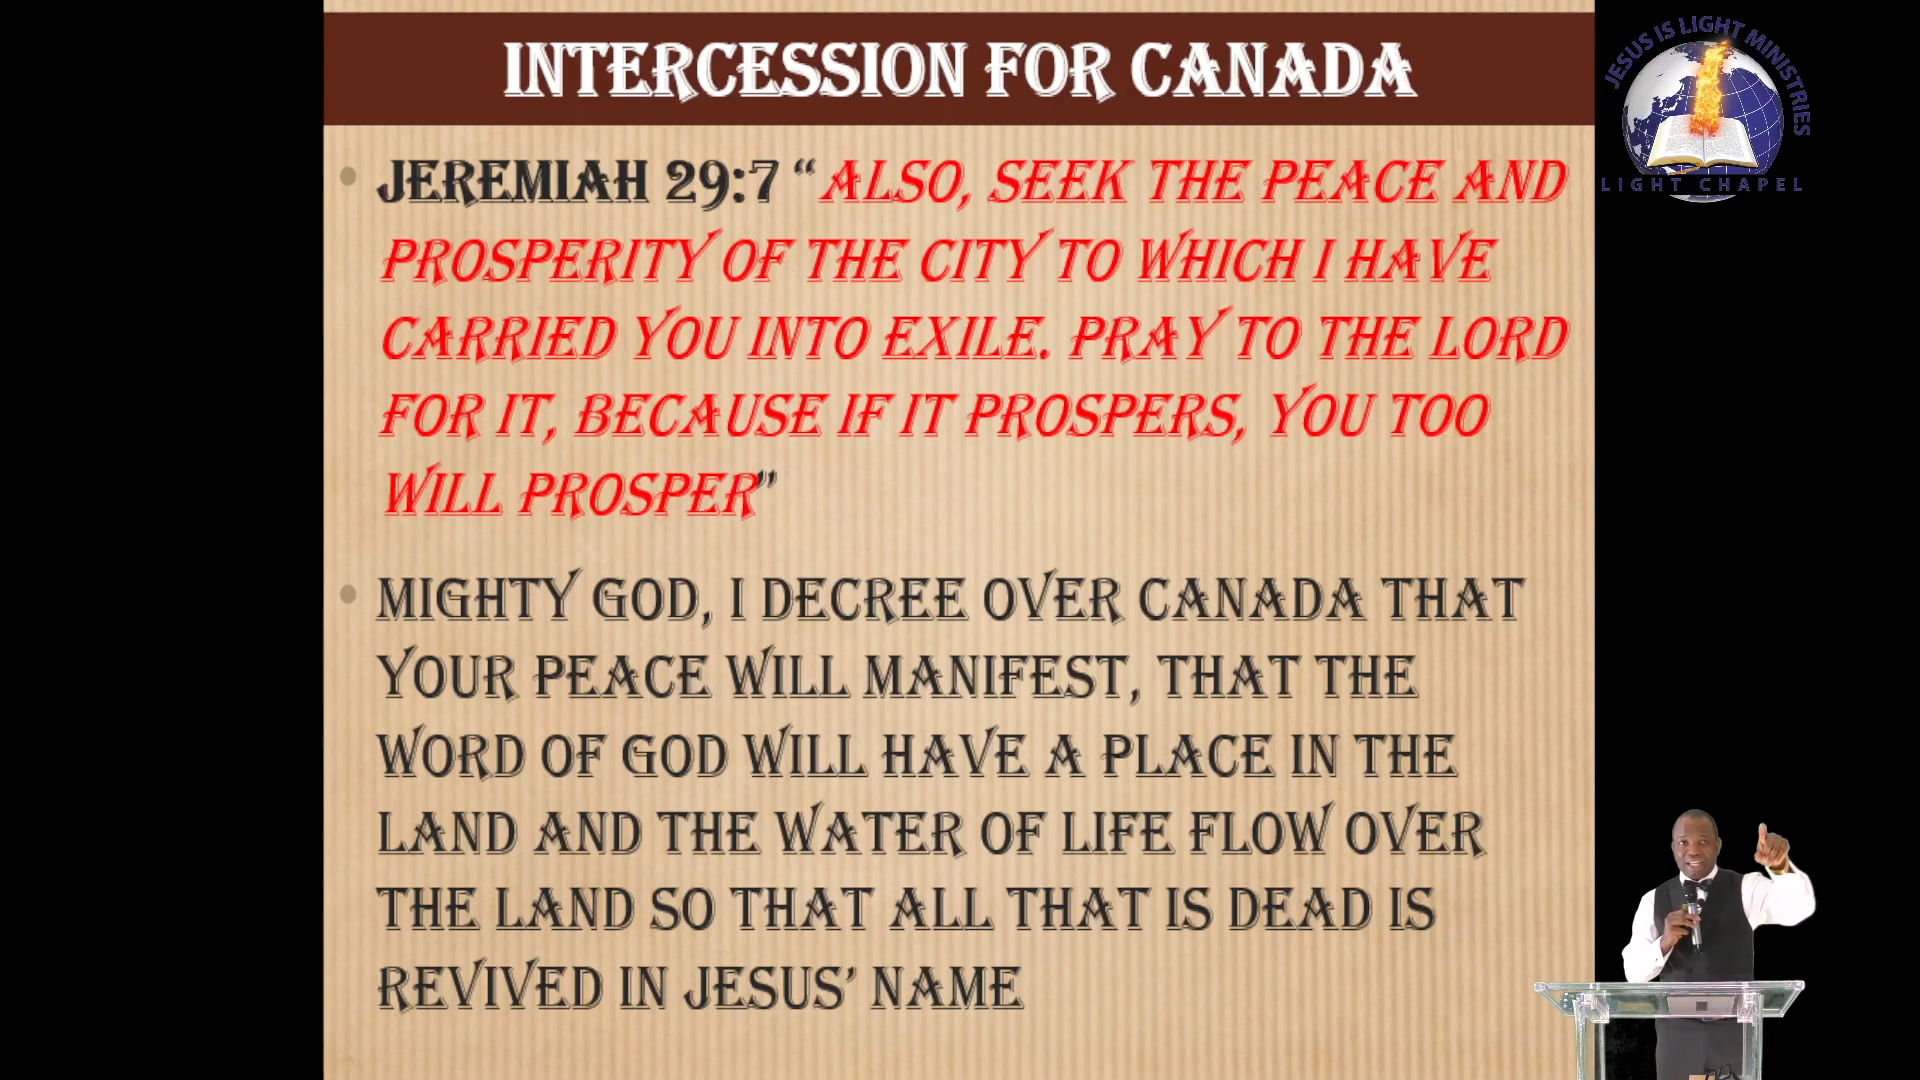 INTERCESSION FOR CANADA
JESUS IS LIGHT MINISTRIES
LIGHT CHAPEL
• JEREMIAH 29:7 “ ALSO, SEEK THE PEACE AND
PROSPERITY OF THE CITY TO WHICH I HAVE
CARRIED YOU INTO EXILE. PRAY TO THE LORD
FOR IT, BECAUSE IF IT PROSPERS, YOU TOO
WILL PROSPER”
• MIGHTY GOD, I DECREE OVER CANADA THAT
YOUR PEACE WILL MANIFEST, THAT THE
WORD OF GOD WILL HAVE A PLACE IN THE
LAND AND THE WATER OF LIFE FLOW OVER
THE LAND SO THAT ALL THAT IS DEAD IS
REVIVED IN JESUS’ NAME